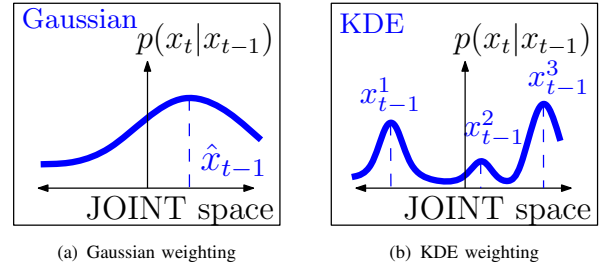 Gaussian
p(x_t|x_{t-1})
\hat{x}_{t-1}
JOINT space
(a) Gaussian weighting
KDE
p(x_t|x_{t-1})
x^3_{t-1}
x^1_{t-1}
x^2_{t-1}
JOINT space
(b) KDE weighting